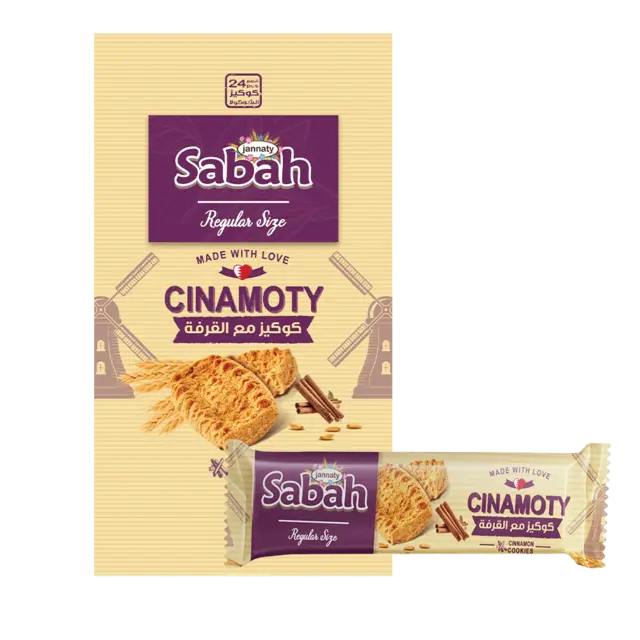 24
كوكيز
jannaty
Sabah
Regular Size
MADE WITH LOVE
CINAMOTY
كوكيز مع القرفة
jannaty
Sabah
Regular Size
MADE WITH LOVE
CINAMOTY
كوكيز مع القرفة
CINNAMON
COOKIES